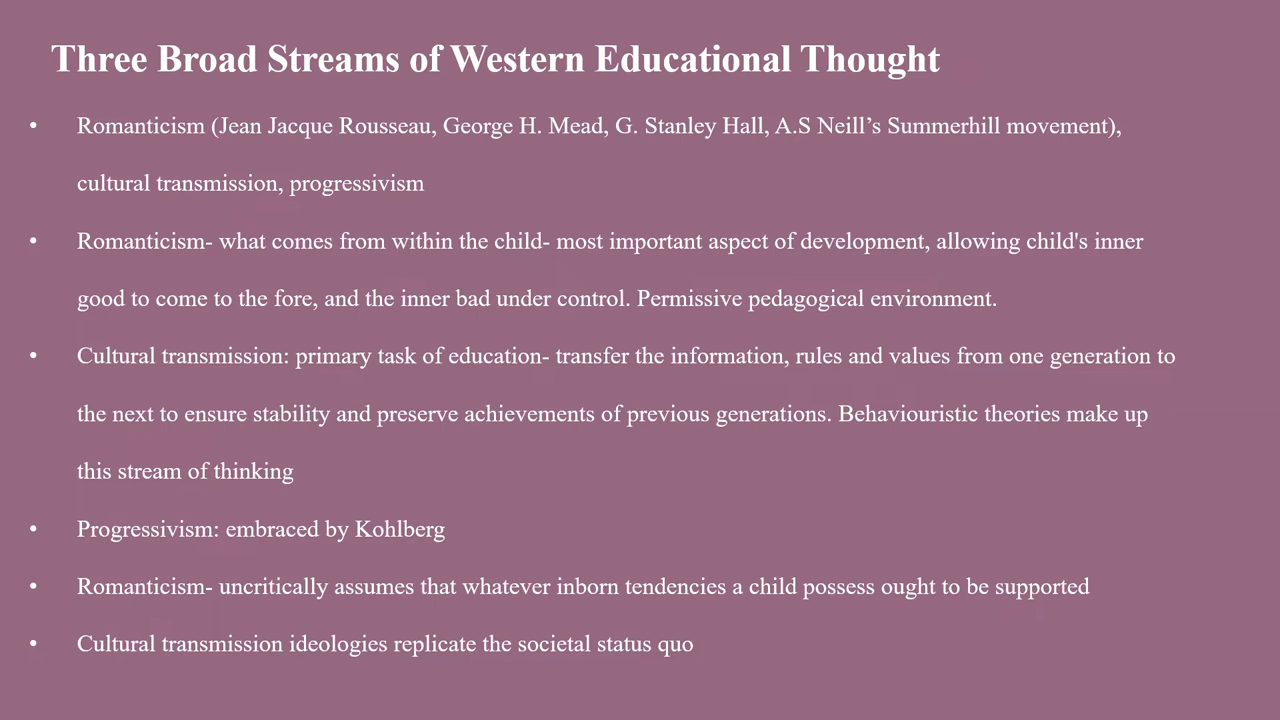 Three Broad Streams of Western Educational Thought
• Romanticism (Jean Jacque Rousseau, George H. Mead, G. Stanley Hall, A.S Neill’s Summerhill movement),
cultural transmission, progressivism
• Romanticism- what comes from within the child- most important aspect of development, allowing child's inner
good to come to the fore, and the inner bad under control. Permissive pedagogical environment.
• Cultural transmission: primary task of education- transfer the information, rules and values from one generation to
the next to ensure stability and preserve achievements of previous generations. Behaviouristic theories make up
this stream of thinking
• Progressivism: embraced by Kohlberg
• Romanticism- uncritically assumes that whatever inborn tendencies a child possess ought to be supported
• Cultural transmission ideologies replicate the societal status quo